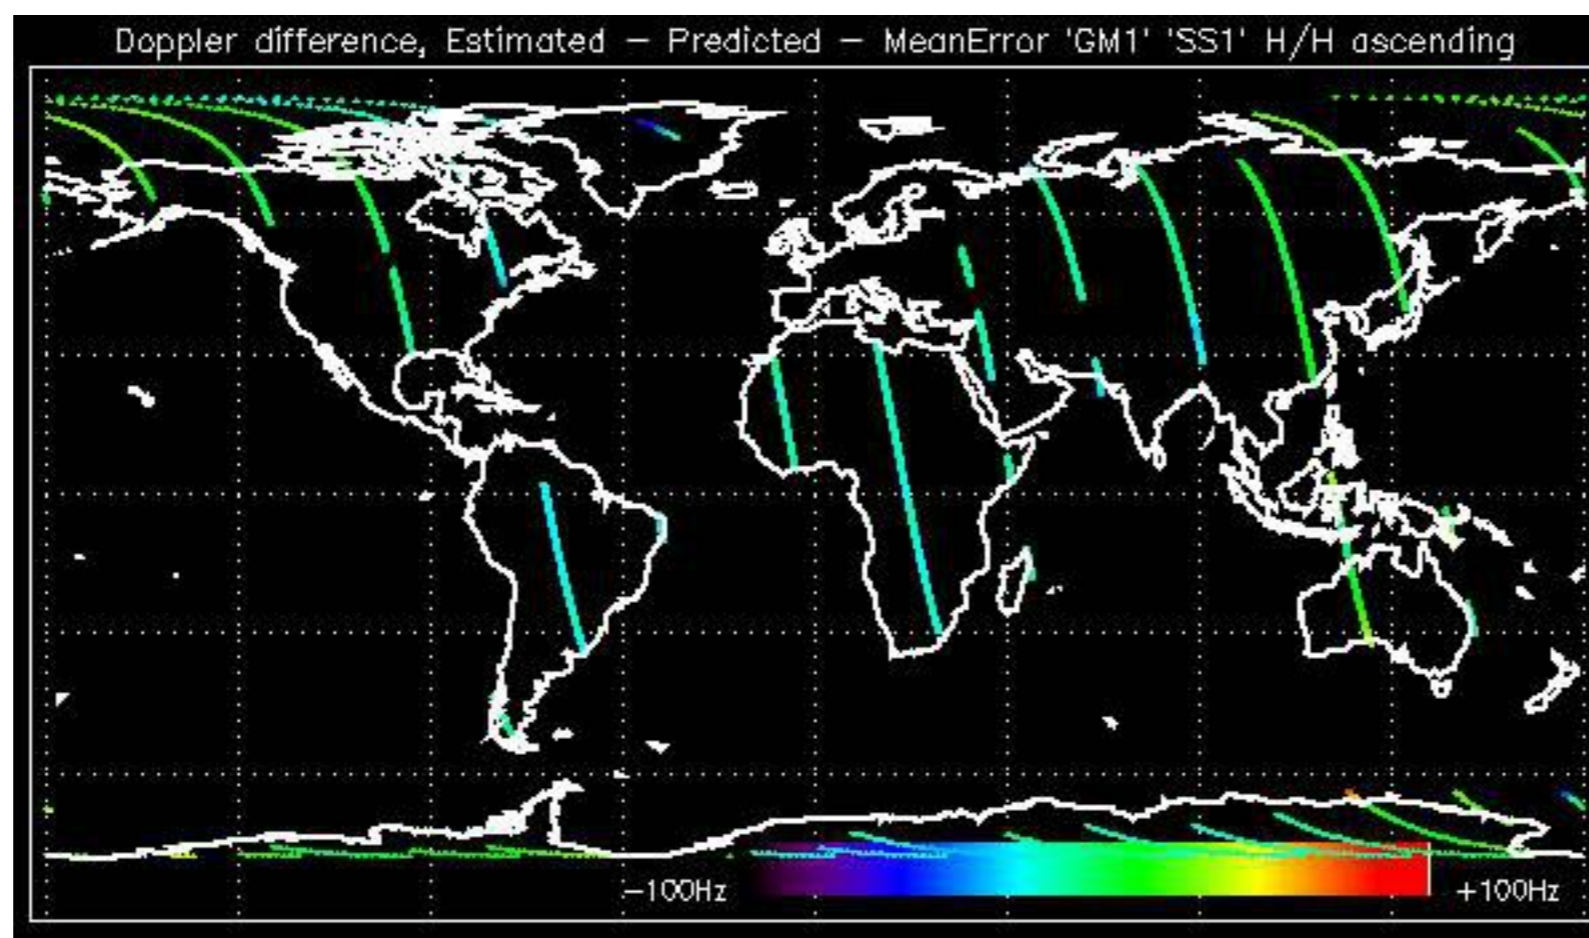 Doppler difference, Estimated – Predicted – MeanError 'GM1' 'SS1' H/H ascending
-100Hz +100Hz